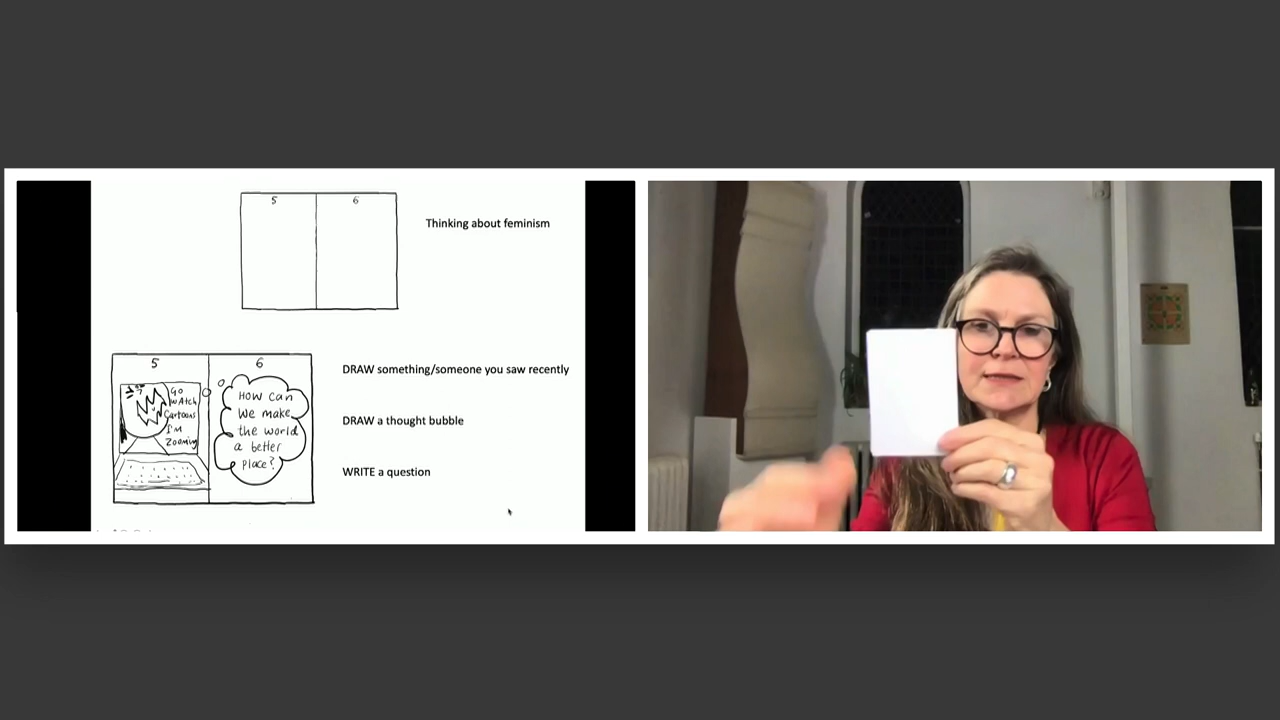 5 6
Thinking about feminism
5 6
GO
WATCH
Cartoons
I'M
Zooming
HOW Can
We make
the world
a better
place?
DRAW something/someone you saw recently
DRAW a thought bubble
WRITE a question